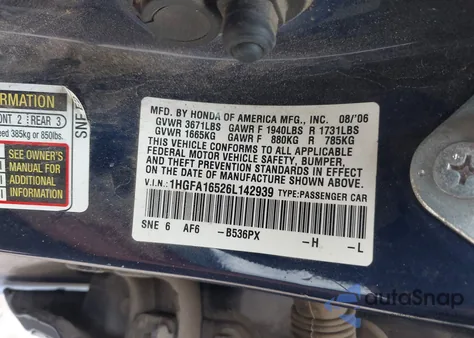 ORMATION
ONT 2 REAR 3
ed 385kg or 850lbs.
SEE OWNER'S
MANUAL FOR
ADDITIONAL
INFORMATION
MFD. BY HONDA OF AMERICA MFG., INC. 08/'06
GVWR 3671LBS GAWR F 1940LBS R 1731LBS
GVWR 1665KG GAWR F 880KG R 785KG
THIS VEHICLE CONFORMS TO ALL APPLICABLE
FEDERAL MOTOR VEHICLE SAFETY, BUMPER,
AND THEFT PREVENTION STANDARDS IN EFFECT
ON THE DATE OF MANUFACTURE SHOWN ABOVE.
V.I.N.: 1HGFA16526L142939 TYPE:PASSENGER CAR
SNE 6 AF6 -B536PX -H -L
autoSnap